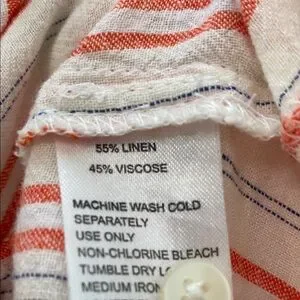 55% LINEN
45% VISCOSE
MACHINE WASH COLD
SEPARATELY
USE ONLY
NON-CHLORINE BLEACH
TUMBLE DRY
MEDIUM IRON